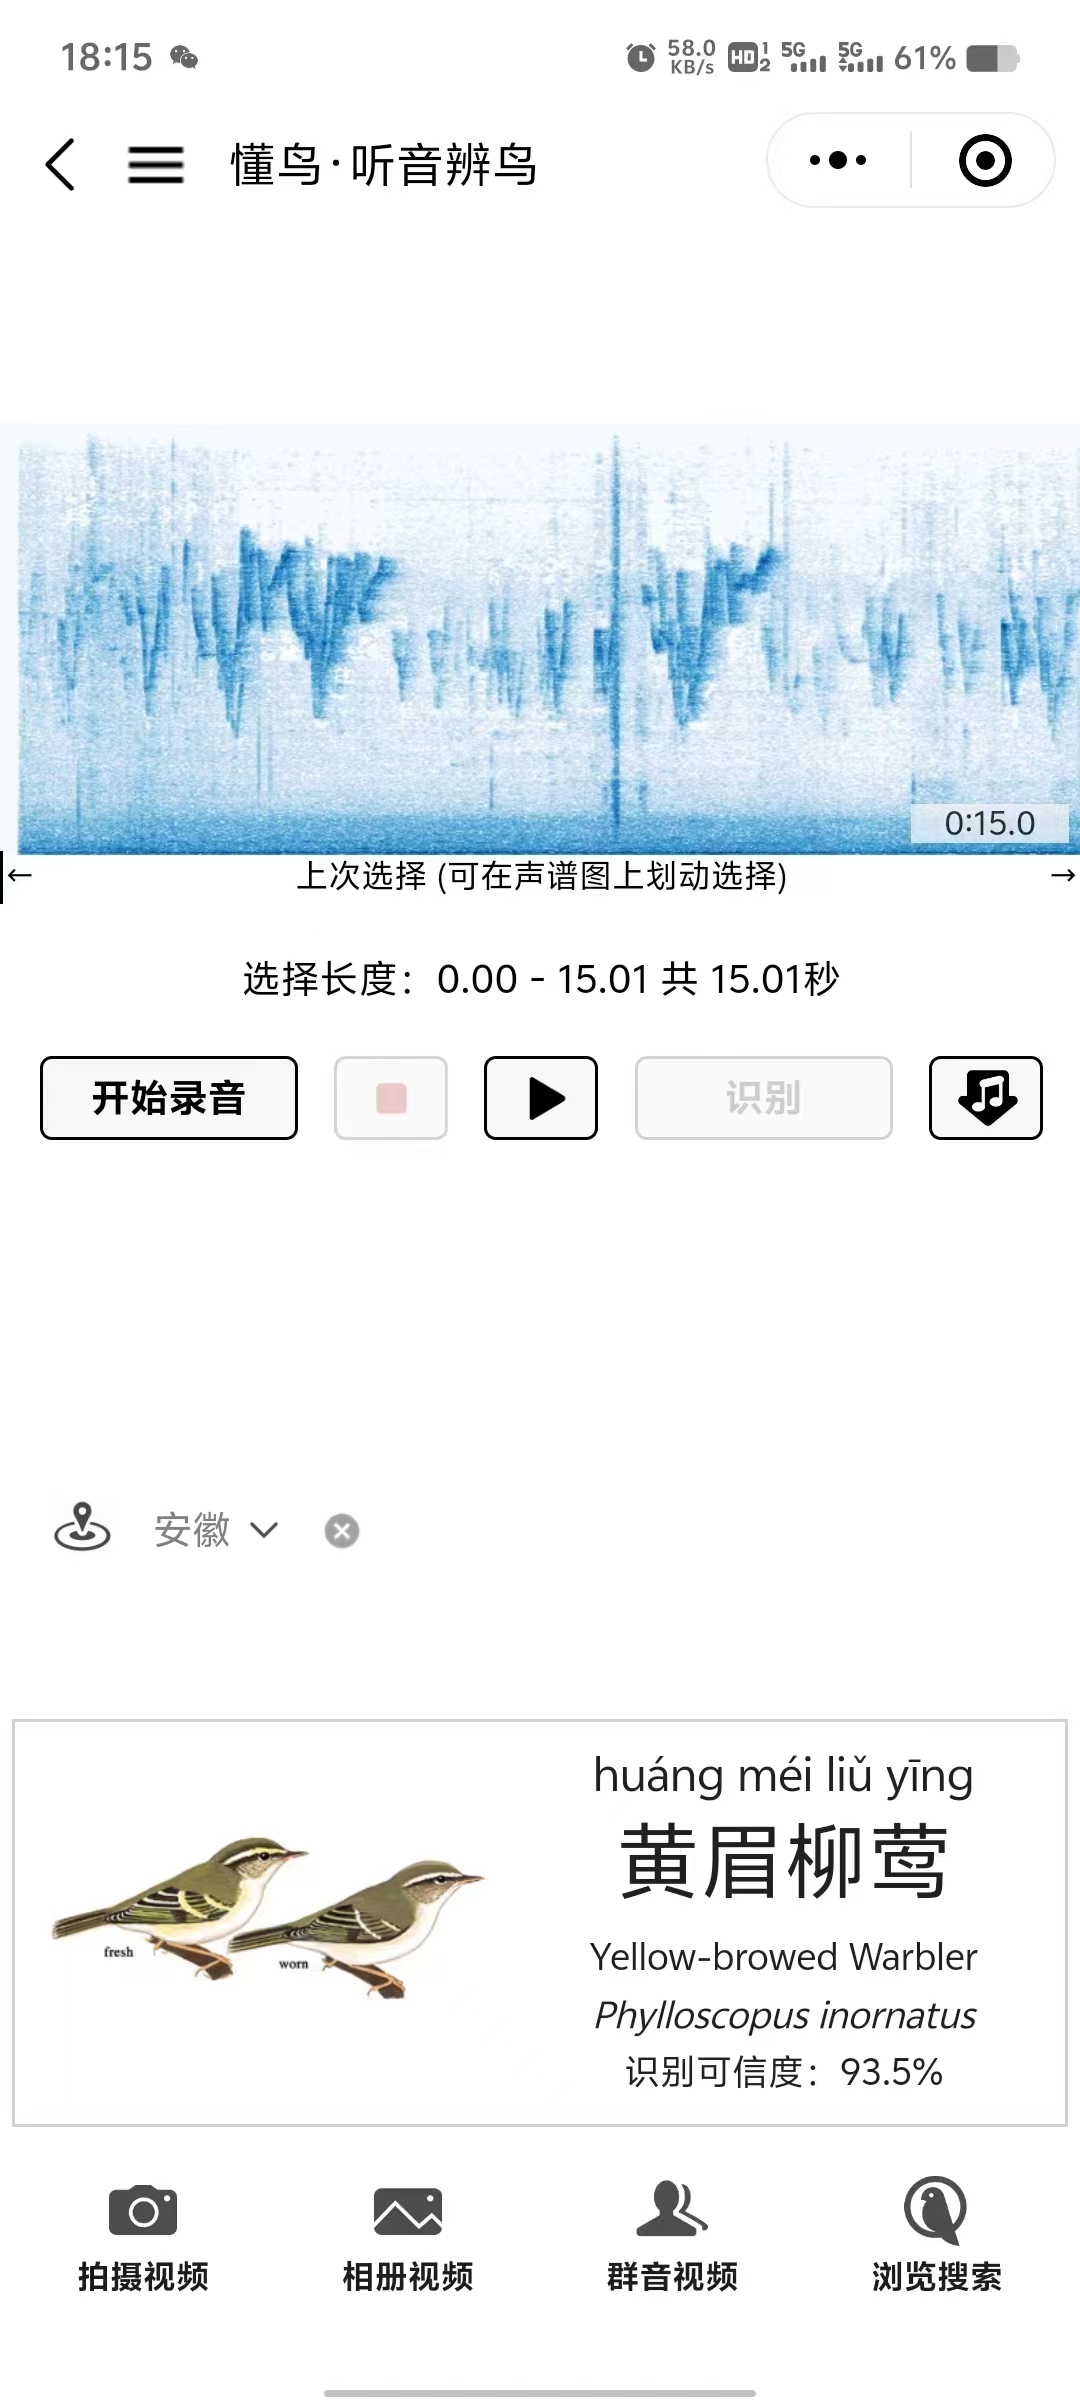 18:15
58.0 KB/s HD 1 2 5G 5G 61%
懂鸟·听音辨鸟
0:15.0
← 上次选择 (可在声谱图上划动选择) →
选择长度：0.00 - 15.01 共 15.01秒
开始录音 识别
安徽
huáng méi liǔ yīng
黄眉柳莺
Yellow-browed Warbler
Phylloscopus inornatus
识别可信度：93.5%
fresh
worn
拍摄视频 相册视频 群音视频 浏览搜索